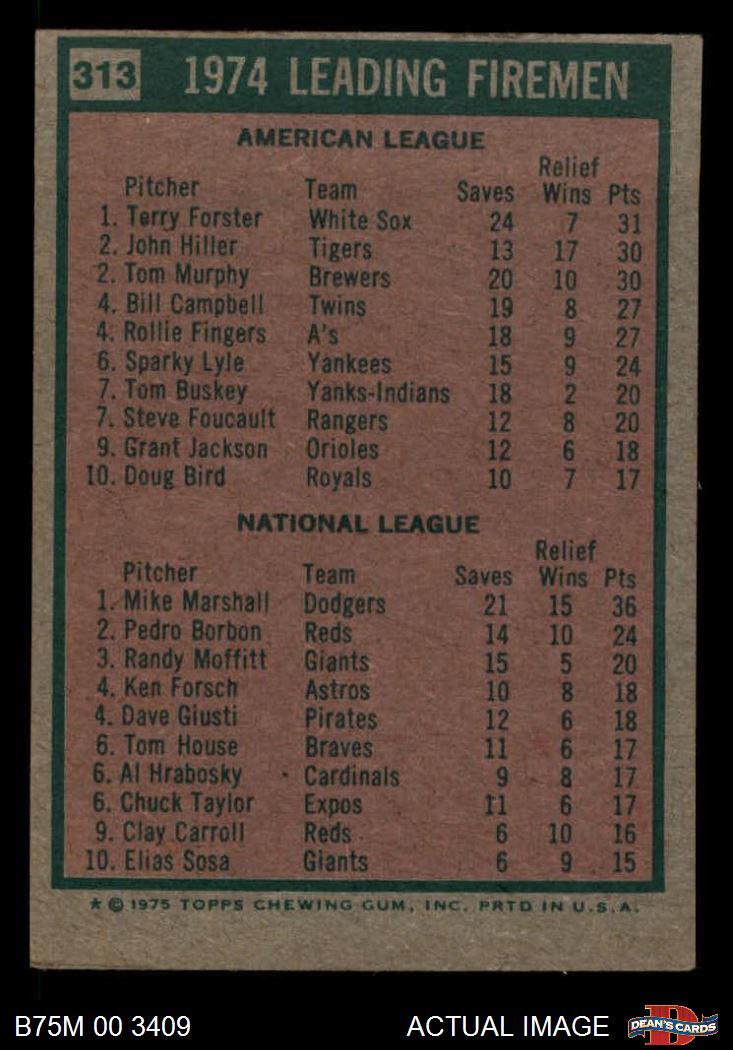 313 1974 LEADING FIREMEN
AMERICAN LEAGUE
Relief
Pitcher Team Saves Wins Pts
1. Terry Forster White Sox 24 7 31
2. John Hiller Tigers 13 17 30
2. Tom Murphy Brewers 20 10 30
4. Bill Campbell Twins 19 8 27
4. Rollie Fingers A's 18 9 27
6. Sparky Lyle Yankees 15 9 24
7. Tom Buskey Yanks-Indians 18 2 20
7. Steve Foucault Rangers 12 8 20
9. Grant Jackson Orioles 12 6 18
10. Doug Bird Royals 10 7 17
NATIONAL LEAGUE
Relief
Pitcher Team Saves Wins Pts
1. Mike Marshall Dodgers 21 15 36
2. Pedro Borbon Reds 14 10 24
3. Randy Moffitt Giants 15 5 20
4. Ken Forsch Astros 10 8 18
4. Dave Giusti Pirates 12 6 18
6. Tom House Braves 11 6 17
6. Al Hrabosky Cardinals 9 8 17
6. Chuck Taylor Expos 11 6 17
9. Clay Carroll Reds 6 10 16
10. Elias Sosa Giants 6 9 15
★ © 1975 TOPPS CHEWING GUM, INC. PRTD IN U.S.A.
B75M 00 3409 ACTUAL IMAGE DEAN'S CARDS